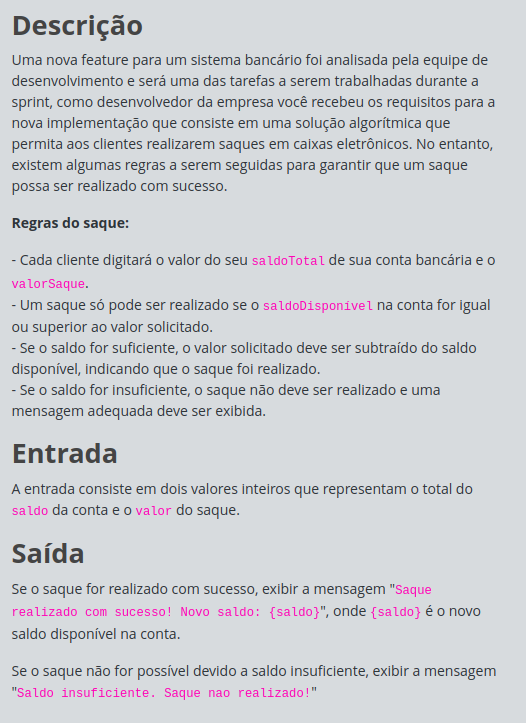 Descrição
Uma nova feature para um sistema bancário foi analisada pela equipe de
desenvolvimento e será uma das tarefas a serem trabalhadas durante a
sprint, como desenvolvedor da empresa você recebeu os requisitos para a
nova implementação que consiste em uma solução algorítmica que
permita aos clientes realizarem saques em caixas eletrônicos. No entanto,
existem algumas regras a serem seguidas para garantir que um saque
possa ser realizado com sucesso.
Regras do saque:
- Cada cliente digitará o valor do seu saldoTotal de sua conta bancária e o
valorSaque.
- Um saque só pode ser realizado se o saldoDisponível na conta for igual
ou superior ao valor solicitado.
- Se o saldo for suficiente, o valor solicitado deve ser subtraído do saldo
disponível, indicando que o saque foi realizado.
- Se o saldo for insuficiente, o saque não deve ser realizado e uma
mensagem adequada deve ser exibida.
Entrada
A entrada consiste em dois valores inteiros que representam o total do
saldo da conta e o valor do saque.
Saída
Se o saque for realizado com sucesso, exibir a mensagem "Saque
realizado com sucesso! Novo saldo: {saldo}", onde {saldo} é o novo
saldo disponível na conta.
Se o saque não for possível devido a saldo insuficiente, exibir a mensagem
"Saldo insuficiente. Saque nao realizado!"